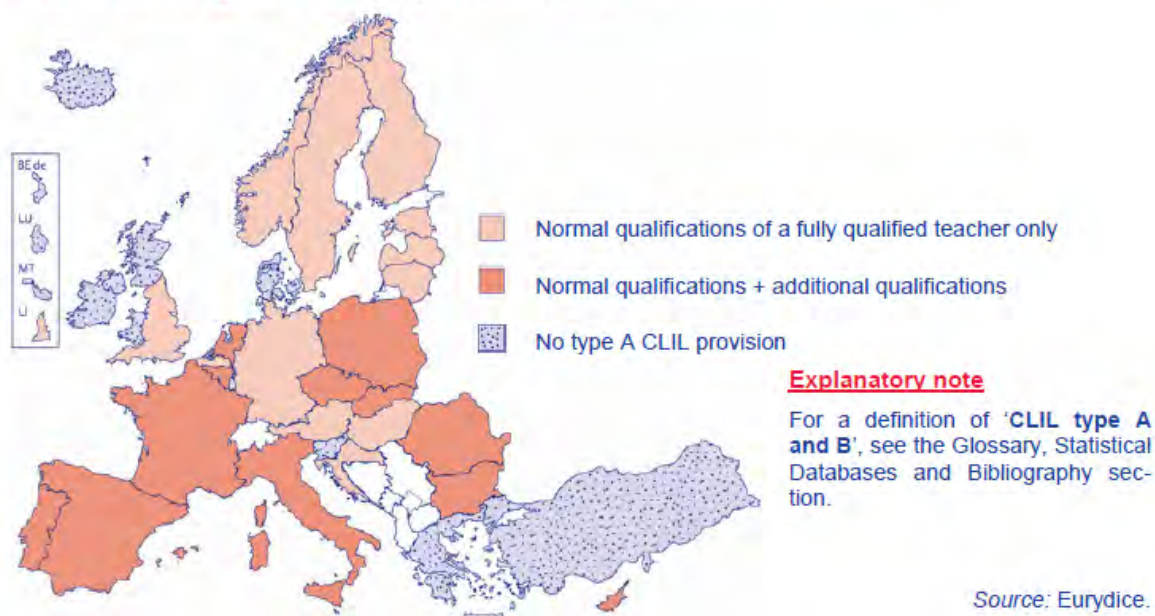 BE de
LU
MT
LI
Normal qualifications of a fully qualified teacher only
Normal qualifications + additional qualifications
No type A CLIL provision
Explanatory note
For a definition of ‘CLIL type A
and B’, see the Glossary, Statistical
Databases and Bibliography sec-
tion.
Source: Eurydice.